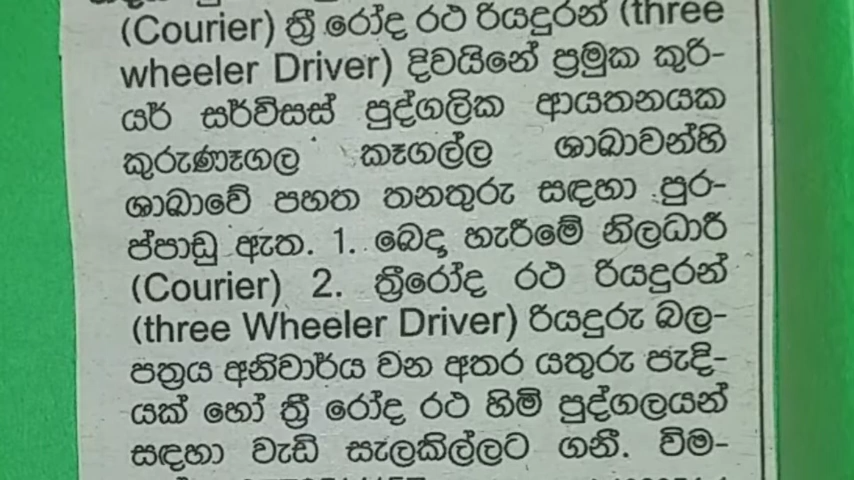 (Courier) ත්‍රී රෝද රථ රියදුරන් (three
wheeler Driver) දිවයිනේ ප්‍රමුක කුරි-
යර් සර්විසස් පුද්ගලික ආයතනයක
කුරුණෑගල කෑගල්ල ශාඛාවන්හි
ශාඛාවේ පහත තනතුරු සඳහා පුර-
ප්පාඩු ඇත. 1. බෙදා හැරීමේ නිලධාරී
(Courier) 2. ත්‍රීරෝද රථ රියදුරන්
(three Wheeler Driver) රියදුරු බල-
පත්‍රය අනිවාර්ය වන අතර යතුරු පැදි-
යක් හෝ ත්‍රී රෝද රථ හිමි පුද්ගලයන්
සඳහා වැඩි සැලකිල්ලට ගනී. විම-